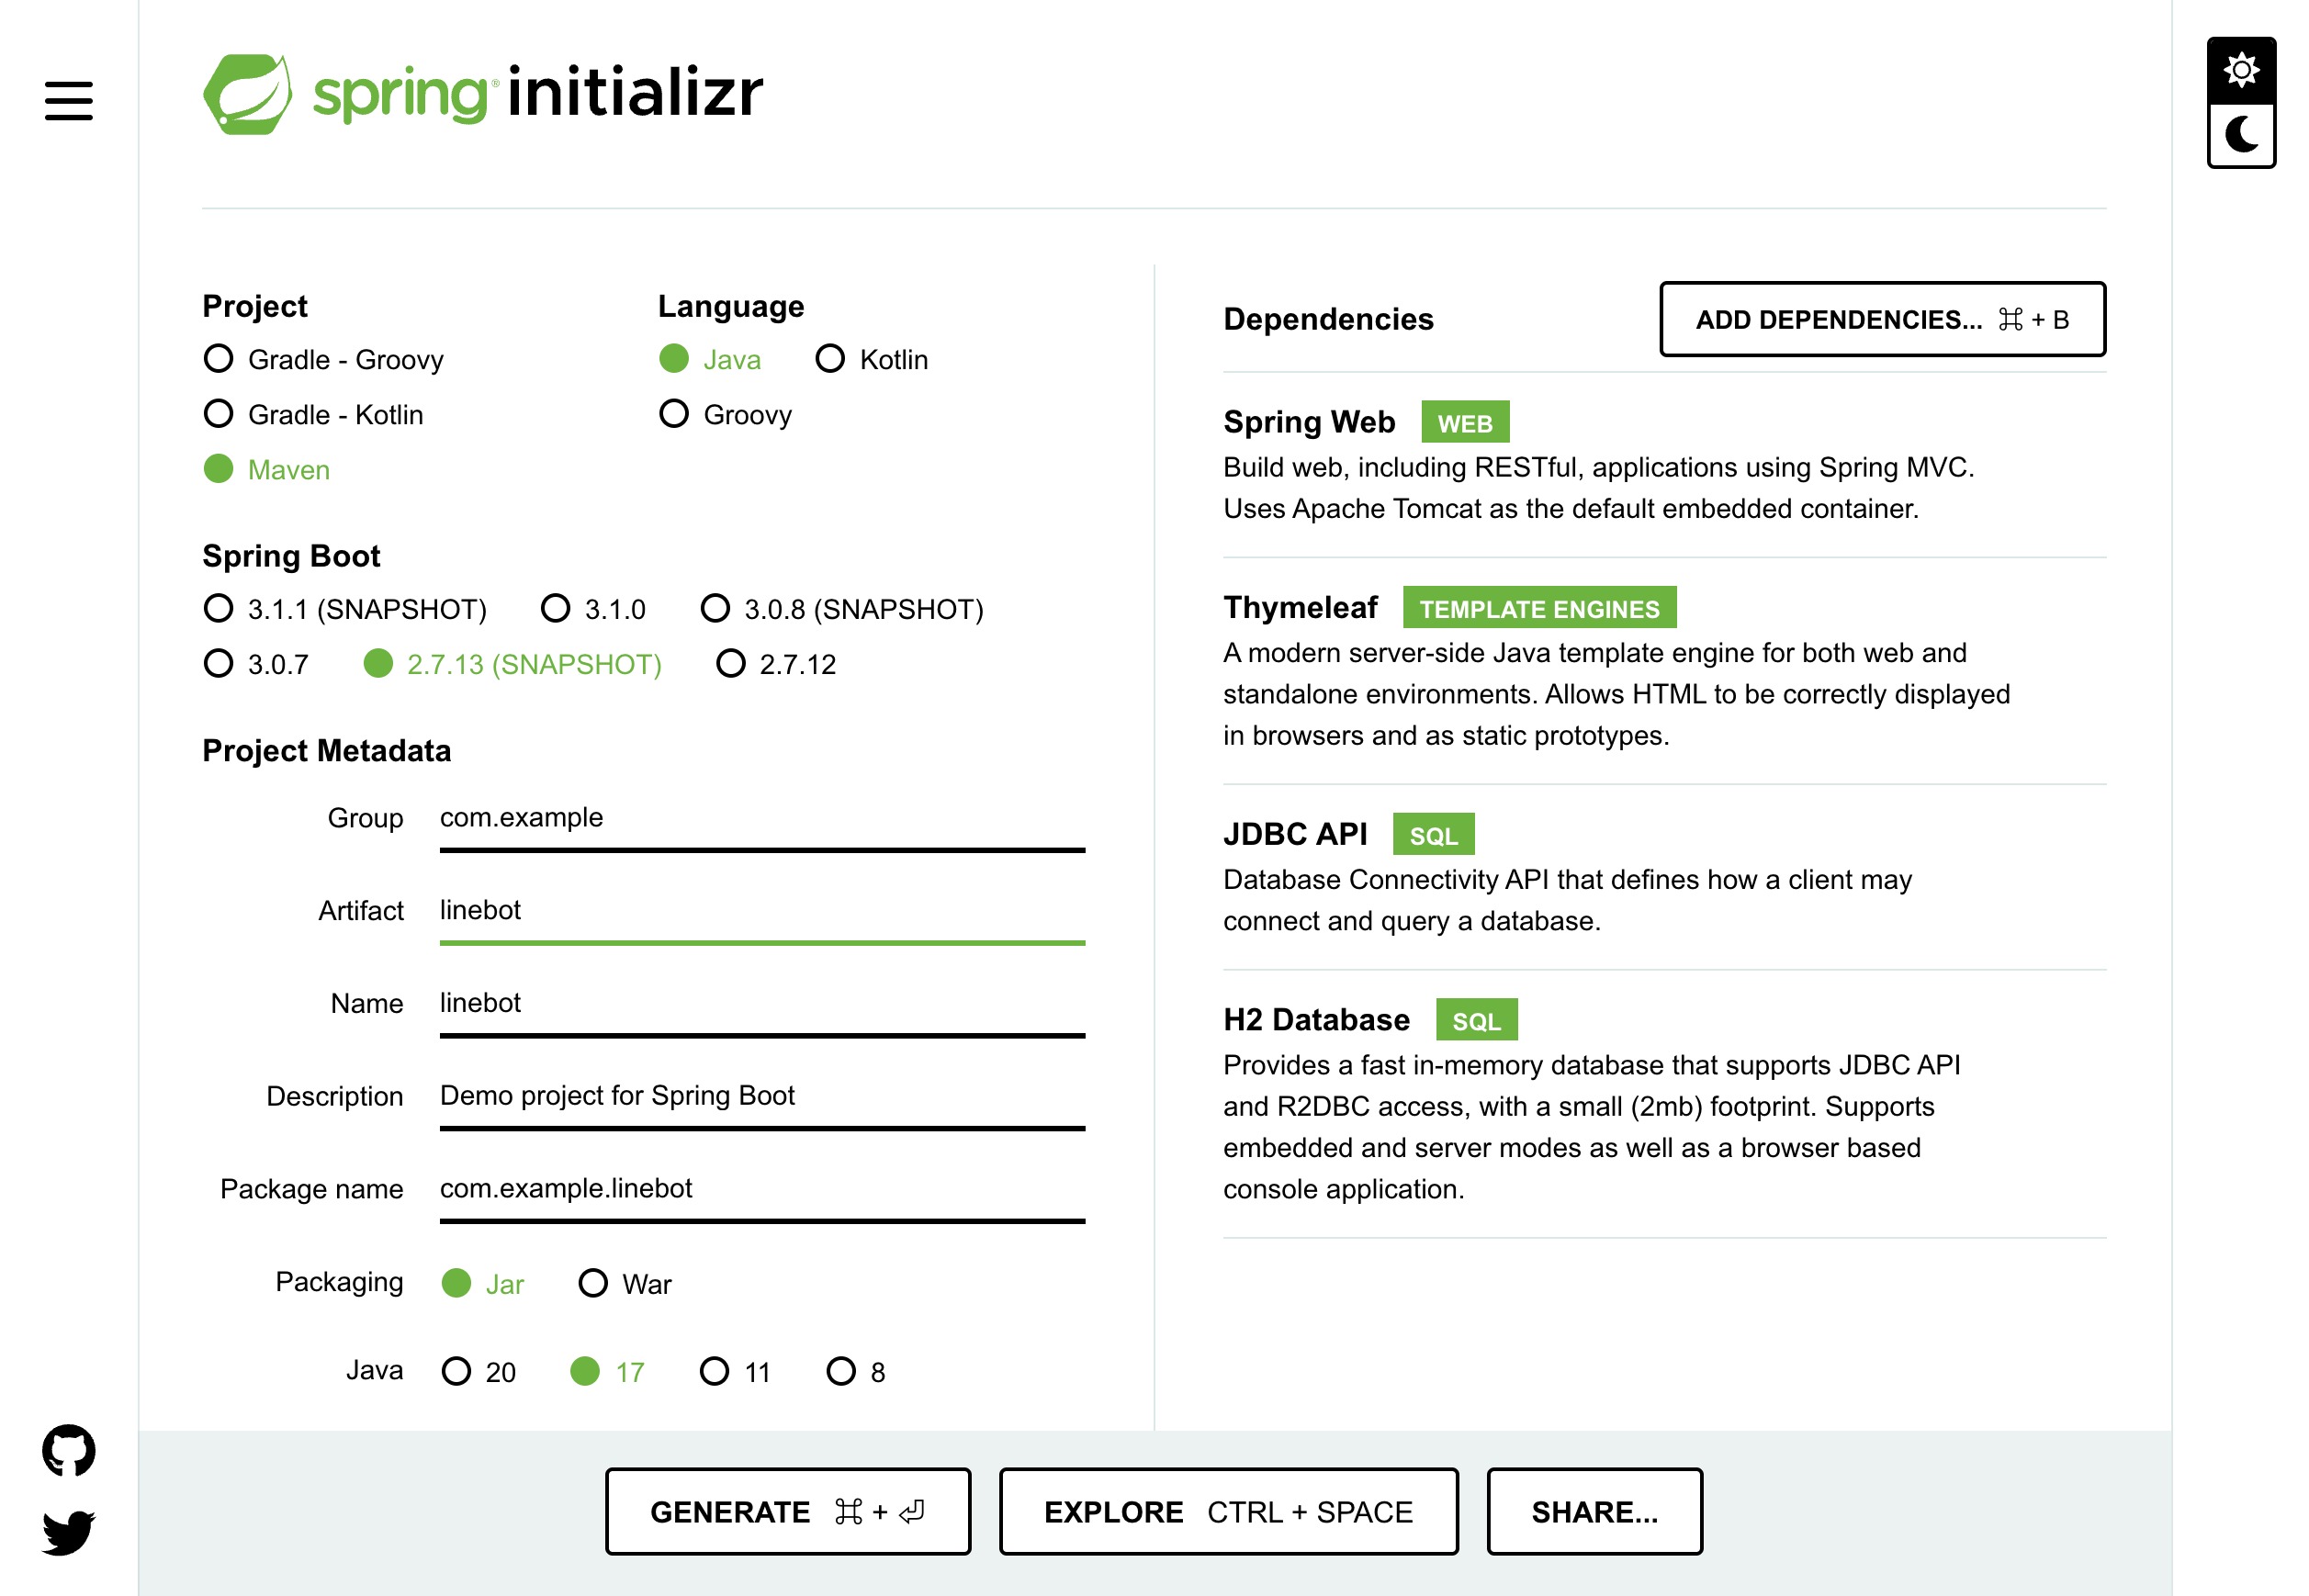 spring initializr
Project
Gradle - Groovy
Gradle - Kotlin
Maven
Language
Java Kotlin
Groovy
Spring Boot
3.1.1 (SNAPSHOT) 3.1.0 3.0.8 (SNAPSHOT)
3.0.7 2.7.13 (SNAPSHOT) 2.7.12
Project Metadata
Group com.example
Artifact linebot
Name linebot
Description Demo project for Spring Boot
Package name com.example.linebot
Packaging Jar War
Java 20 17 11 8
Dependencies ADD DEPENDENCIES... ⌘ + B
Spring Web WEB
Build web, including RESTful, applications using Spring MVC.
Uses Apache Tomcat as the default embedded container.
Thymeleaf TEMPLATE ENGINES
A modern server-side Java template engine for both web and
standalone environments. Allows HTML to be correctly displayed
in browsers and as static prototypes.
JDBC API SQL
Database Connectivity API that defines how a client may
connect and query a database.
H2 Database SQL
Provides a fast in-memory database that supports JDBC API
and R2DBC access, with a small (2mb) footprint. Supports
embedded and server modes as well as a browser based
console application.
GENERATE ⌘ + ⏎ EXPLORE CTRL + SPACE SHARE...